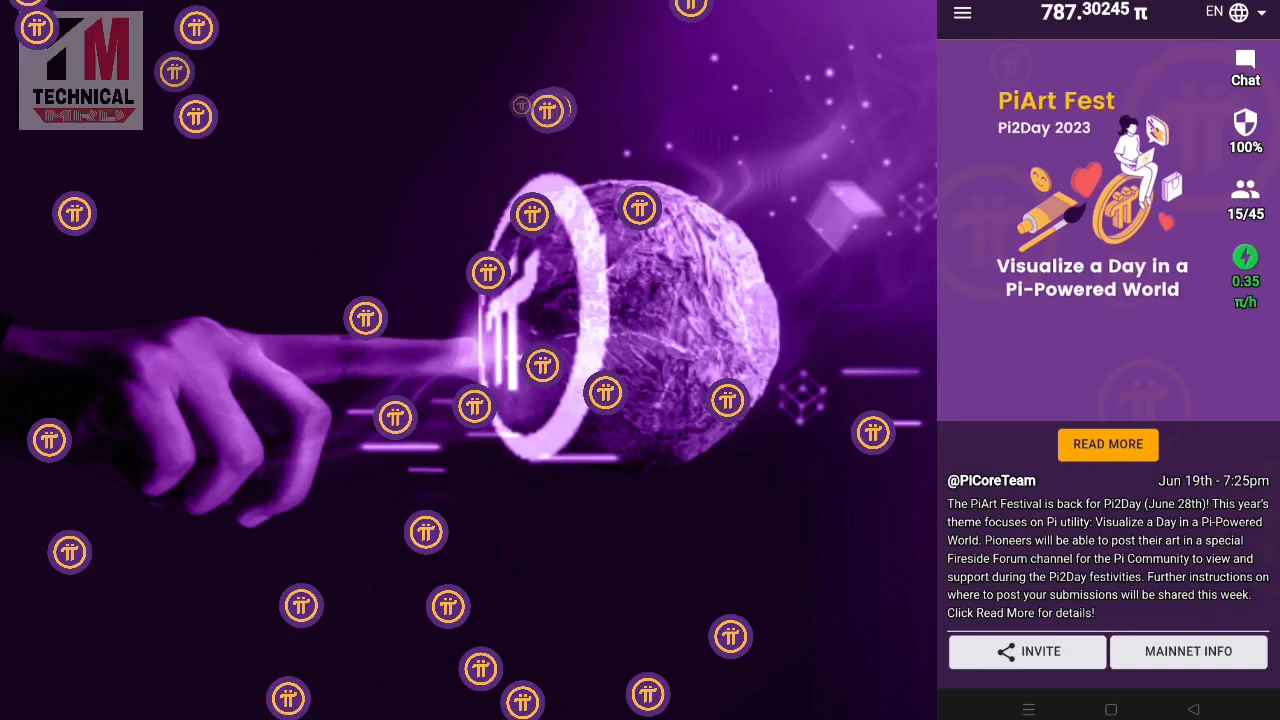 TECHNICAL
MRD
787.30245 π
EN
PiArt Fest
Pi2Day 2023
Visualize a Day in a
Pi-Powered World
Chat
100%
15/45
0.35
π/h
READ MORE
@PiCoreTeam
Jun 19th - 7:25pm
The PiArt Festival is back for Pi2Day (June 28th)! This year's
theme focuses on Pi utility: Visualize a Day in a Pi-Powered
World. Pioneers will be able to post their art in a special
Fireside Forum channel for the Pi Community to view and
support during the Pi2Day festivities. Further instructions on
where to post your submissions will be shared this week.
Click Read More for details!
INVITE
MAINNET INFO